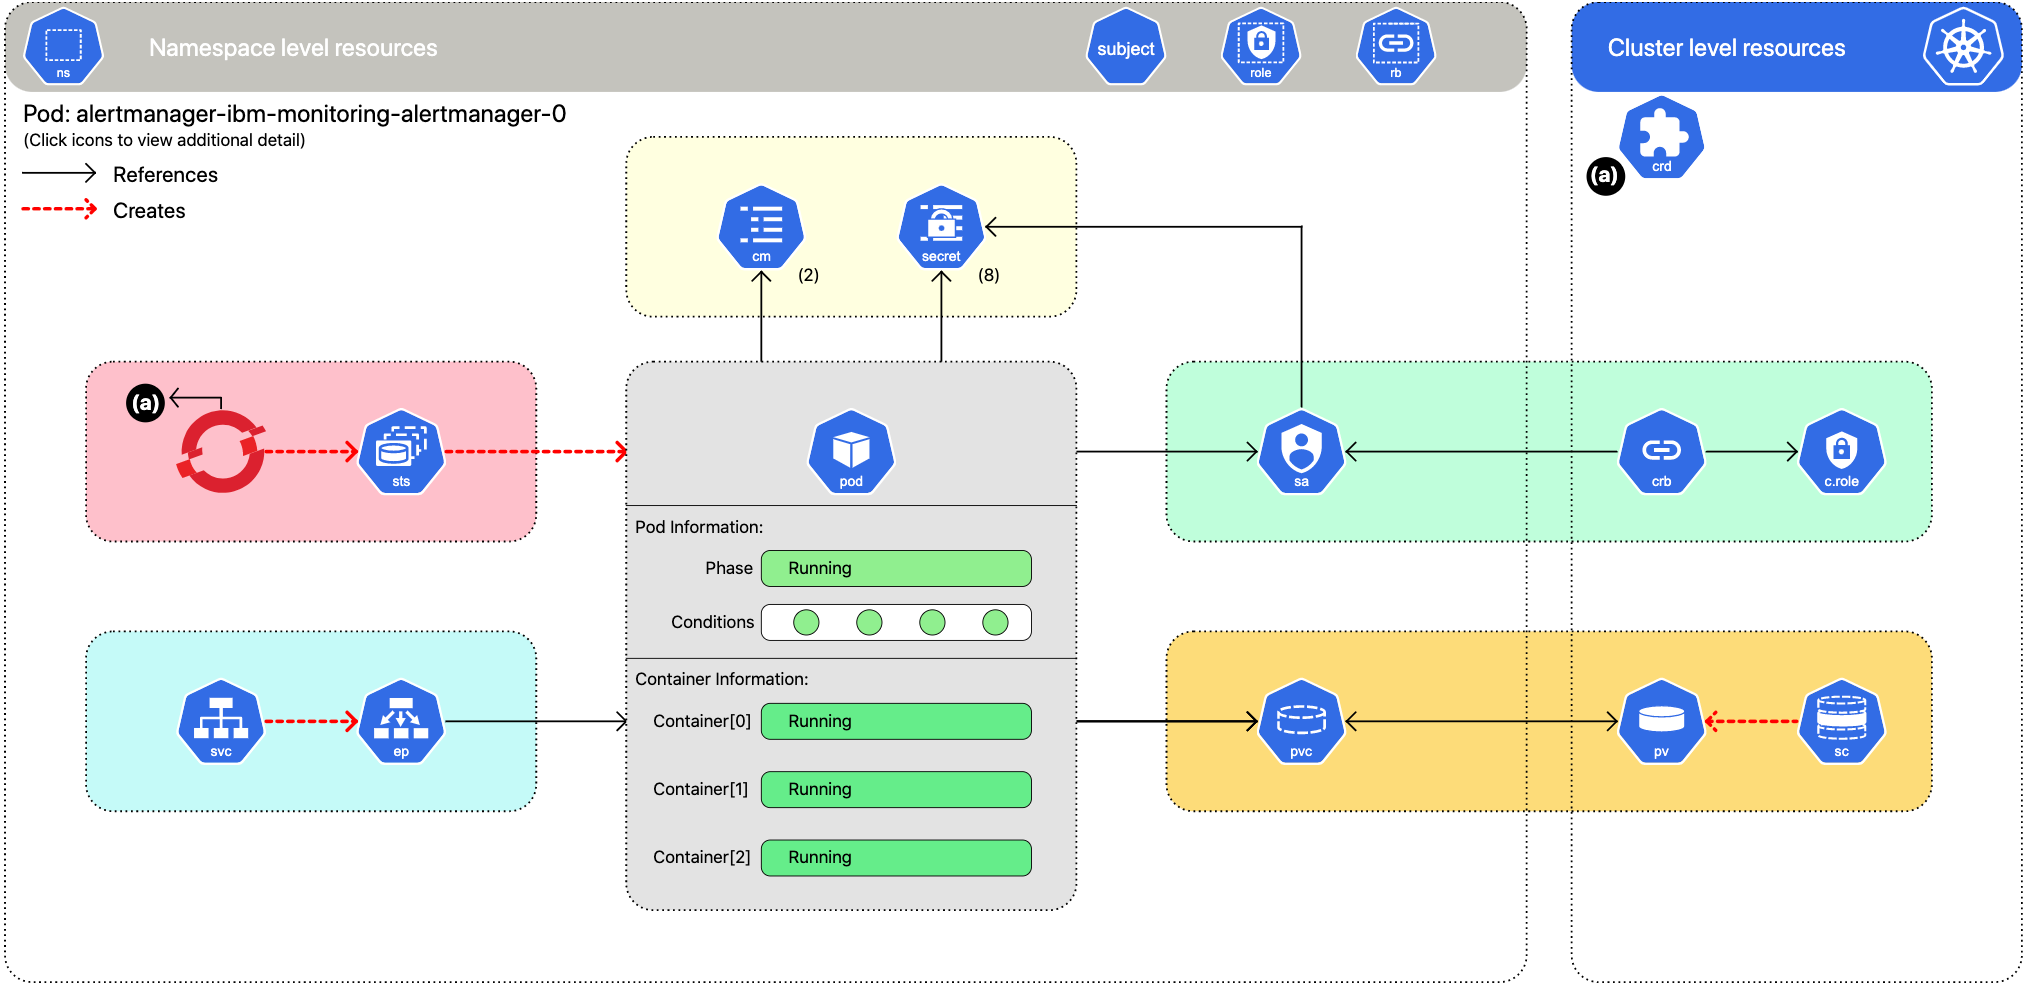 ns
Namespace level resources
subject
role
rb
Cluster level resources
Pod: alertmanager-ibm-monitoring-alertmanager-0
(Click icons to view additional detail)
References
Creates
crd
(a)
cm
(2)
secret
(8)
(a)
sts
pod
sa
crb
c.role
Pod Information:
Phase
Running
Conditions
svc
ep
Container Information:
Container[0]
Running
Container[1]
Running
Container[2]
Running
pvc
pv
sc